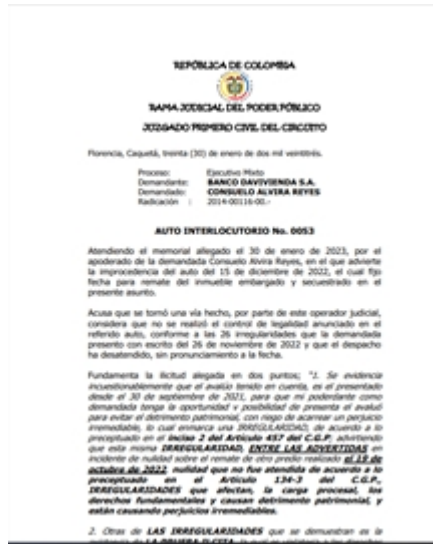 REPÚBLICA DE COLOMBIA
RAMA JUDICIAL DEL PODER PÚBLICO
JUZGADO PRIMERO CIVIL DEL CIRCUITO
Florencia, Caquetá, treinta (30) de enero de dos mil veintitrés.
Proceso: Ejecutivo Mixto
Demandante: BANCO DAVIVIENDA S.A.
Demandado: CONSUELO ALVIRA REYES
Radicación : 2014-00116-00.-
AUTO INTERLOCUTORIO No. 0053
Atendiendo el memorial allegado el 30 de enero de 2023, por el
apoderado de la demandada Consuelo Alvira Reyes, en el que advierte
la improcedencia del auto del 15 de diciembre de 2022, el cual fijo
fecha para remate del inmueble embargado y secuestrado en el
presente asunto.
Acusa que se tornó una vía hecho, por parte de este operador judicial,
considera que no se realizó el control de legalidad anunciado en el
referido auto, conforme a las 26 irregularidades que la demandada
presento con escrito del 26 de noviembre de 2022 y que el despacho
ha desatendido, sin pronunciamiento a la fecha.
Fundamenta la ilicitud alegada en dos puntos; "1. Se evidencia
incuestionablemente que el avalúo tenido en cuenta, es el presentado
desde el 30 de septiembre de 2021, para que mi poderdante como
demandada tenga la oportunidad y posibilidad de presenta el avaluó
para evitar el detrimento patrimonial, con riego de acarrear un perjuicio
irremediable, lo cual enmarca una IRREGULARIDAD, de acuerdo a lo
preceptuado en el inciso 2 del Artículo 457 del C.G.P, advirtiendo
que esta misma IRREGULARIDAD, ENTRE LAS ADVERTIDAS en
incidente de nulidad sobre el remate de otro predio realizado el 19 de
octubre de 2022, nulidad que no fue atendida de acuerdo a lo
preceptuado en el Artículo 134-3 del C.G.P.,
IRREGULARIDADES que afectan, la carga procesal, los
derechos fundamentales y causan detrimento patrimonial, y
están causando perjuicios irremediables.
2. Otras de LAS IRREGULARIDADES que se demuestran es la